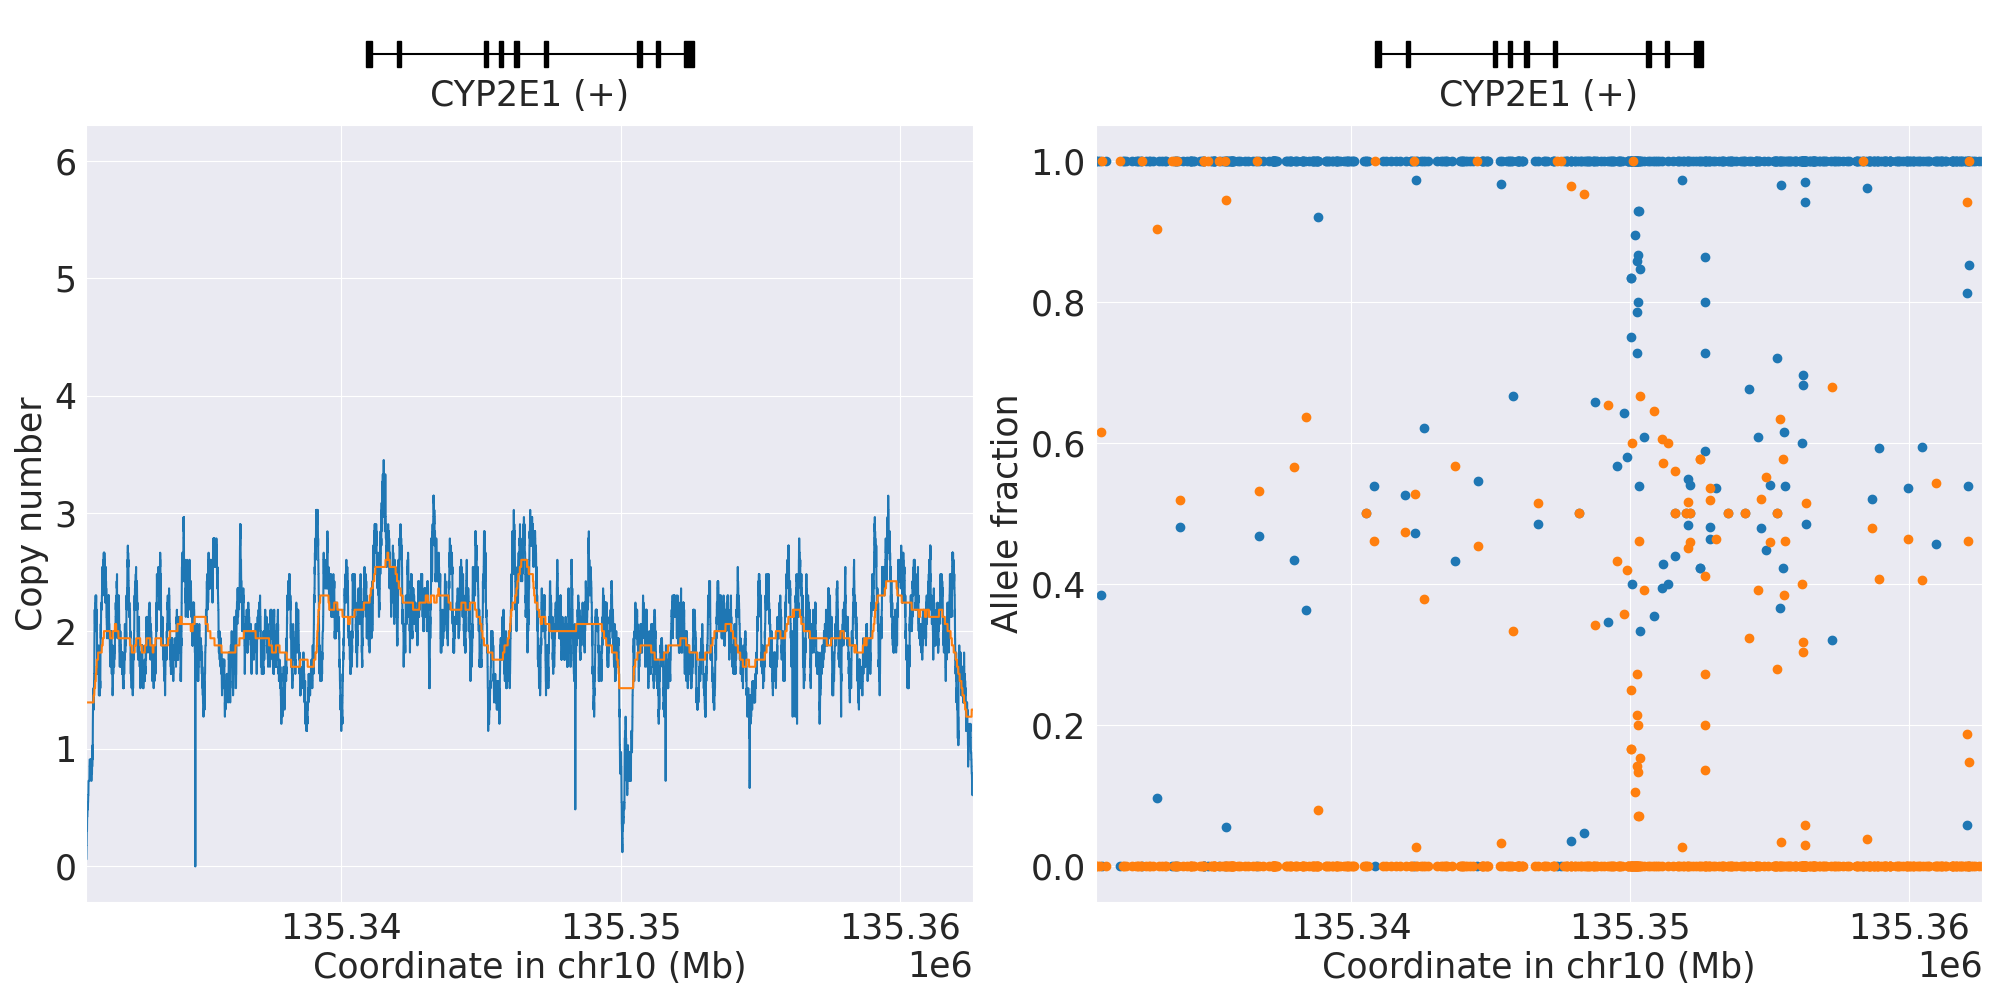 CYP2E1 (+)
6
5
4
3
2
1
0
Copy number
135.34 135.35 135.36
Coordinate in chr10 (Mb)
1e6
CYP2E1 (+)
1.0
0.8
0.6
0.4
0.2
0.0
Allele fraction
135.34 135.35 135.36
Coordinate in chr10 (Mb)
1e6